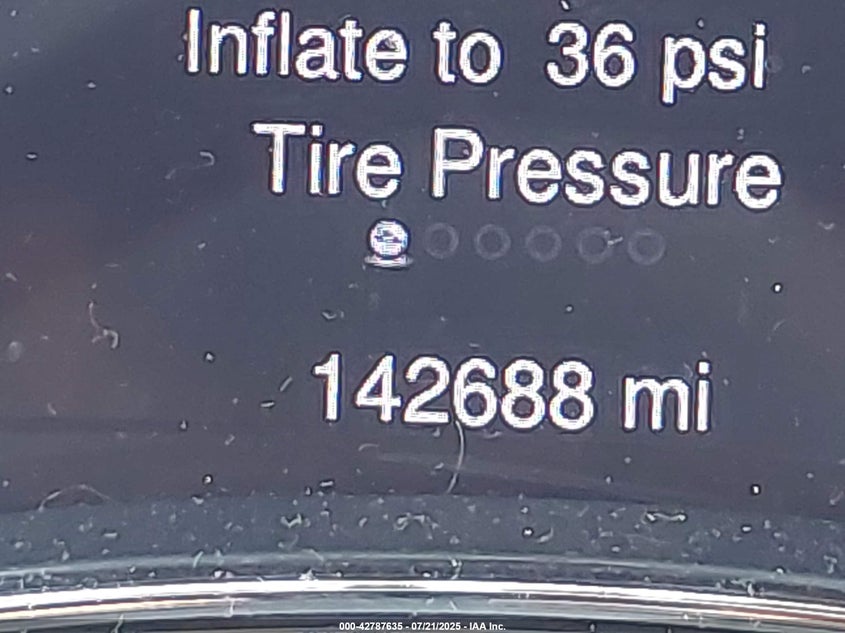 Inflate to 36 psi
Tire Pressure
142688 mi
000-42787635 - 07/21/2025 - IAA Inc.